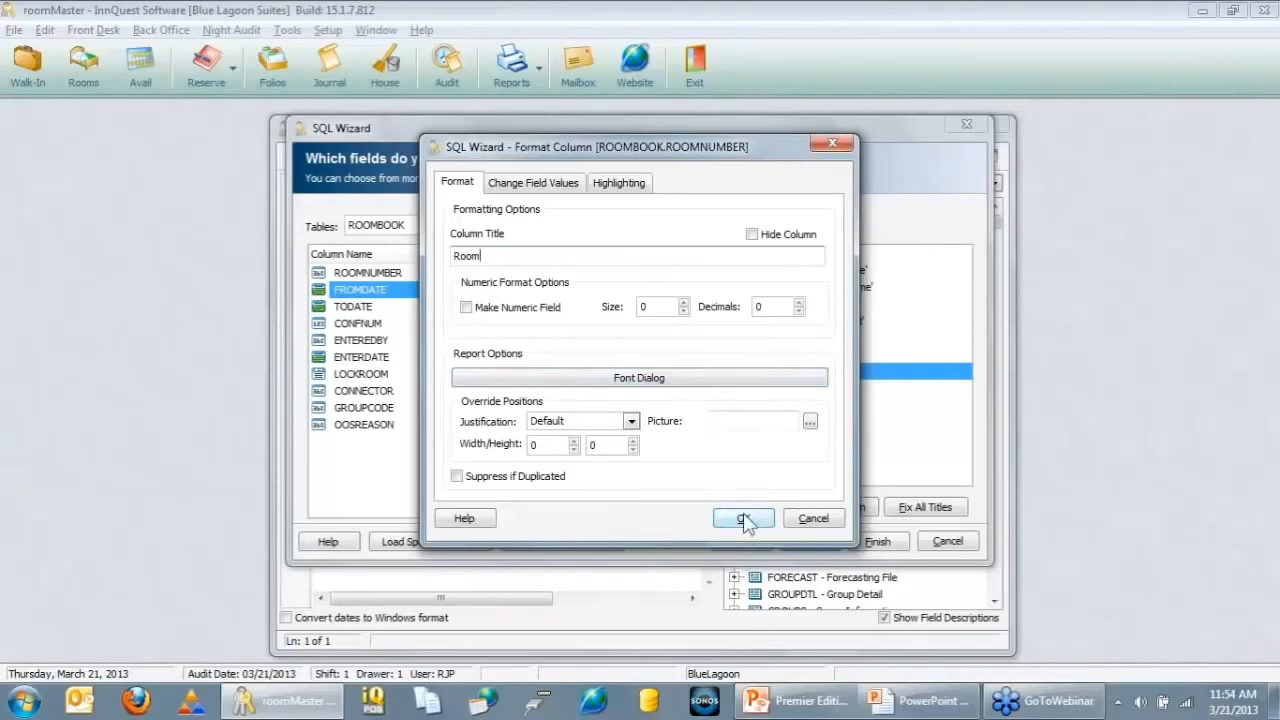 roomMaster - InnQuest Software [Blue Lagoon Suites] Build: 15.1.7.812
File Edit Front Desk Back Office Night Audit Tools Setup Window Help
Walk-In Rooms Avail Reserve Folios Journal House Audit Reports Mailbox Website Exit
SQL Wizard
Which fields do y
You can choose from mor
Tables: ROOMBOOK
Column Name
ROOMNUMBER
FROMDATE
TODATE
CONFNUM
ENTEREDBY
ENTERDATE
LOCKROOM
CONNECTOR
GROUPCODE
OOSREASON
SQL Wizard - Format Column [ROOMBOOK.ROOMNUMBER]
Format Change Field Values Highlighting
Formatting Options
Column Title Hide Column
Room
Numeric Format Options
Make Numeric Field Size: 0 Decimals: 0
Report Options
Font Dialog
Override Positions
Justification: Default Picture: ...
Width/Height: 0 0
Suppress if Duplicated
Help Cancel
Fix All Titles
Help Load Sp Finish Cancel
FORECAST - Forecasting File
GROUPDTL - Group Detail
Convert dates to Windows format Show Field Descriptions
Ln: 1 of 1
Thursday, March 21, 2013 Audit Date: 03/21/2013 Shift: 1 Drawer: 1 User: RJP BlueLagoon
roomMaster ... Premier Editi... PowerPoint ... GoToWebinar 11:54 AM
3/21/2013
SONOS